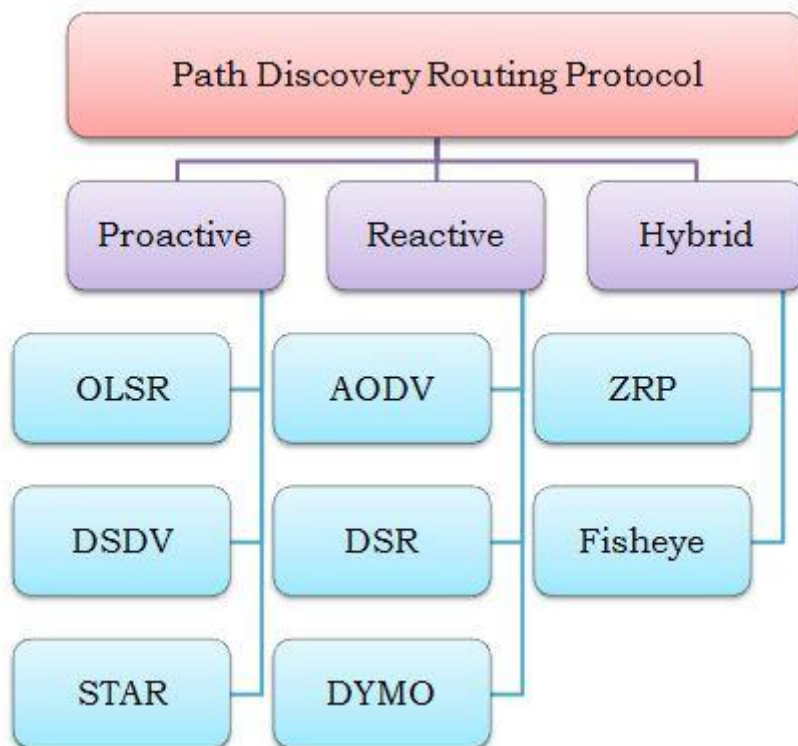 Path Discovery Routing Protocol
Proactive
Reactive
Hybrid
OLSR
AODV
ZRP
DSDV
DSR
Fisheye
STAR
DYMO